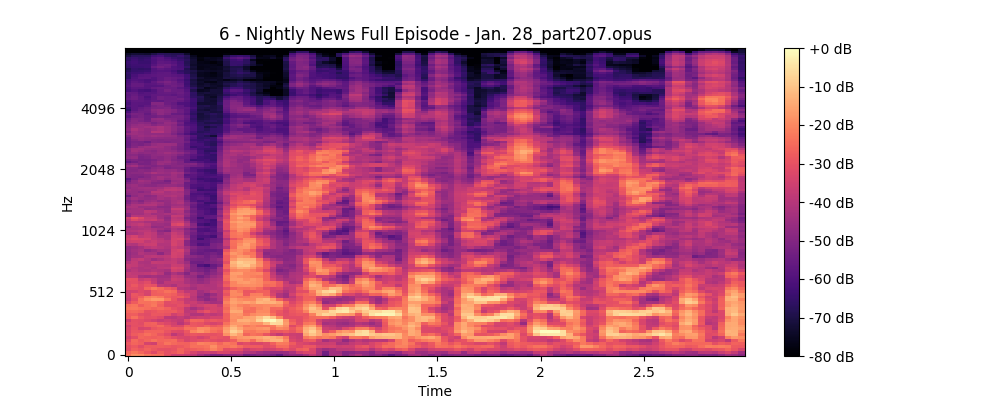 6 - Nightly News Full Episode - Jan. 28_part207.opus
Hz
4096
2048
1024
512
0
0
0.5
1
1.5
2
2.5
Time
+0 dB
-10 dB
-20 dB
-30 dB
-40 dB
-50 dB
-60 dB
-70 dB
-80 dB